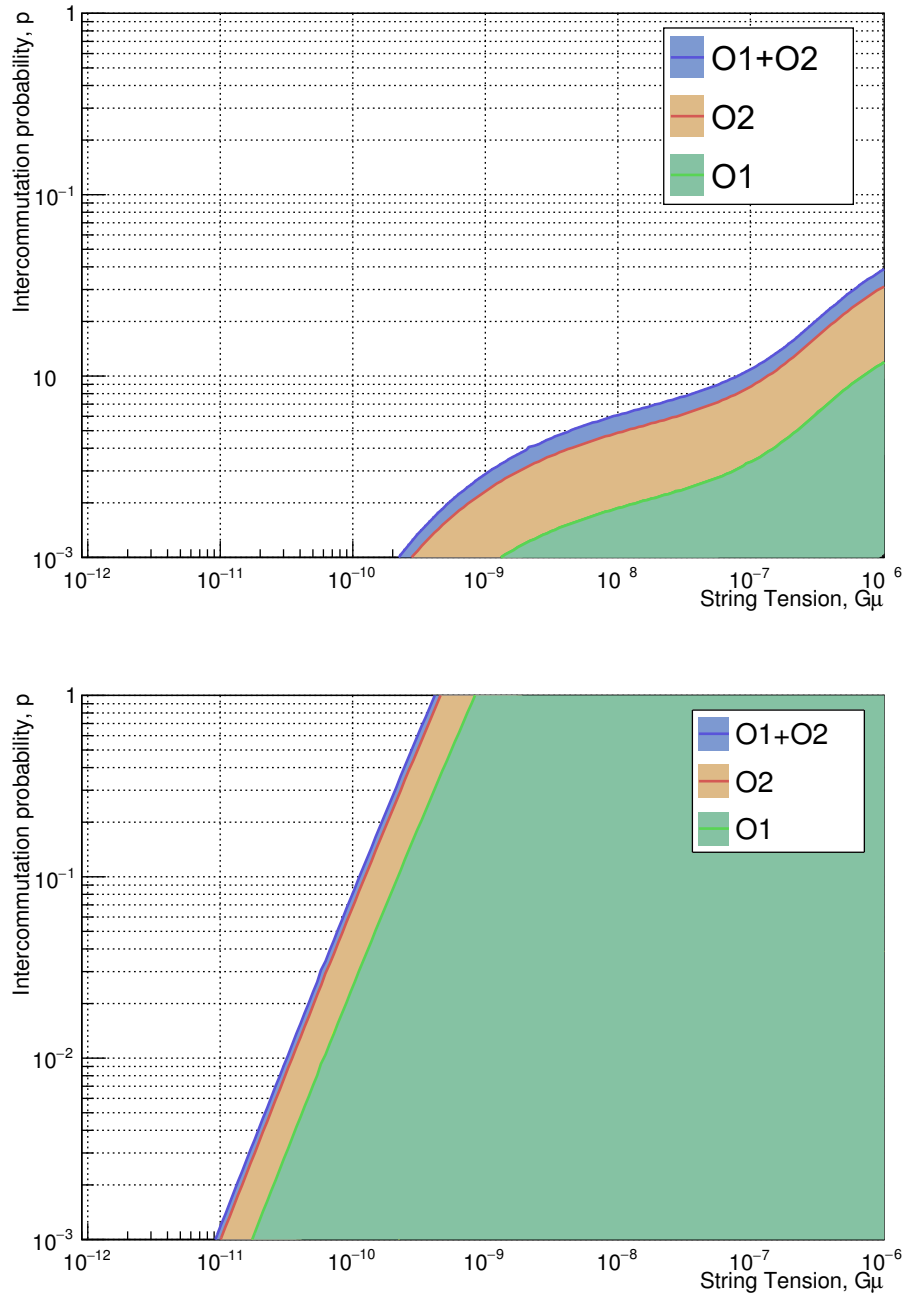 Intercommutation probability, p
1
10⁻¹
10
10⁻³
O1+O2
O2
O1
10⁻¹² 10⁻¹¹ 10⁻¹⁰ 10⁻⁹ 10 ⁸ 10⁻⁷ 10 ⁶
String Tension, Gμ
Intercommutation probability, p
1
10⁻¹
10⁻²
10⁻³
O1+O2
O2
O1
10⁻¹² 10⁻¹¹ 10⁻¹⁰ 10⁻⁹ 10⁻⁸ 10⁻⁷ 10⁻⁶
String Tension, Gμ